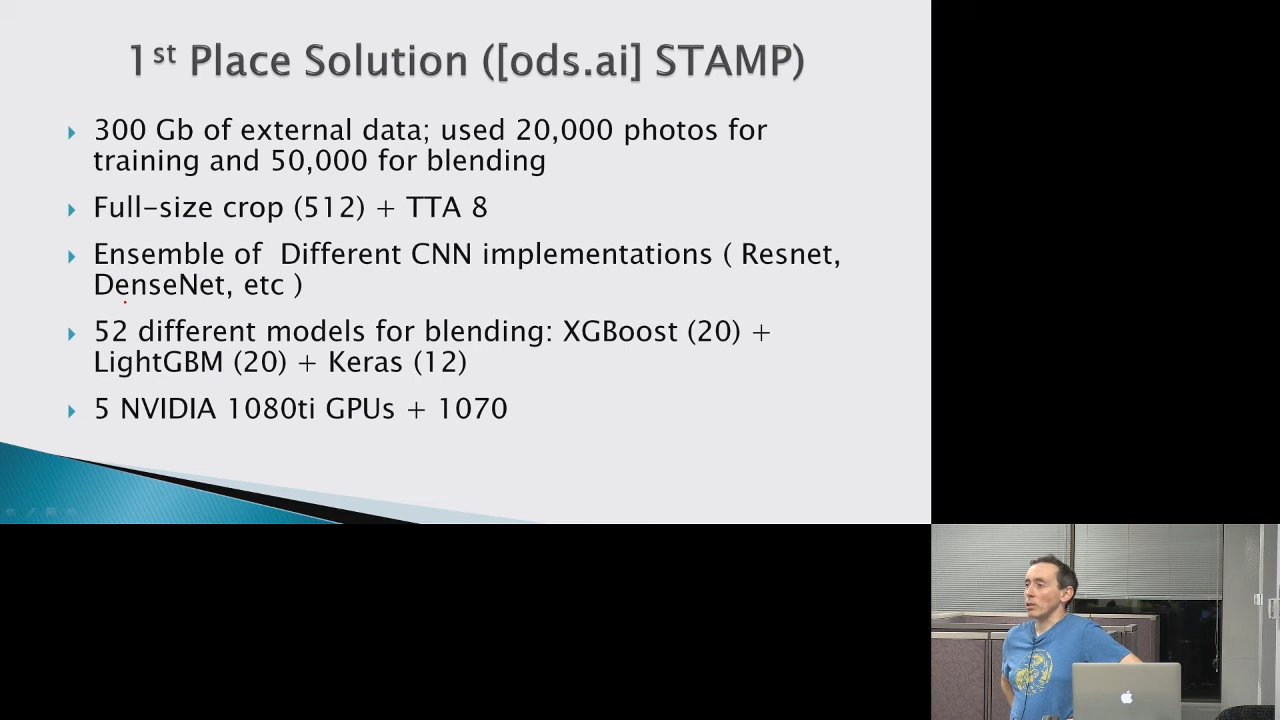 1st Place Solution ([ods.ai] STAMP)
300 Gb of external data; used 20,000 photos for
training and 50,000 for blending
Full-size crop (512) + TTA 8
Ensemble of  Different CNN implementations ( Resnet,
DenseNet, etc )
52 different models for blending: XGBoost (20) +
LightGBM (20) + Keras (12)
5 NVIDIA 1080ti GPUs + 1070